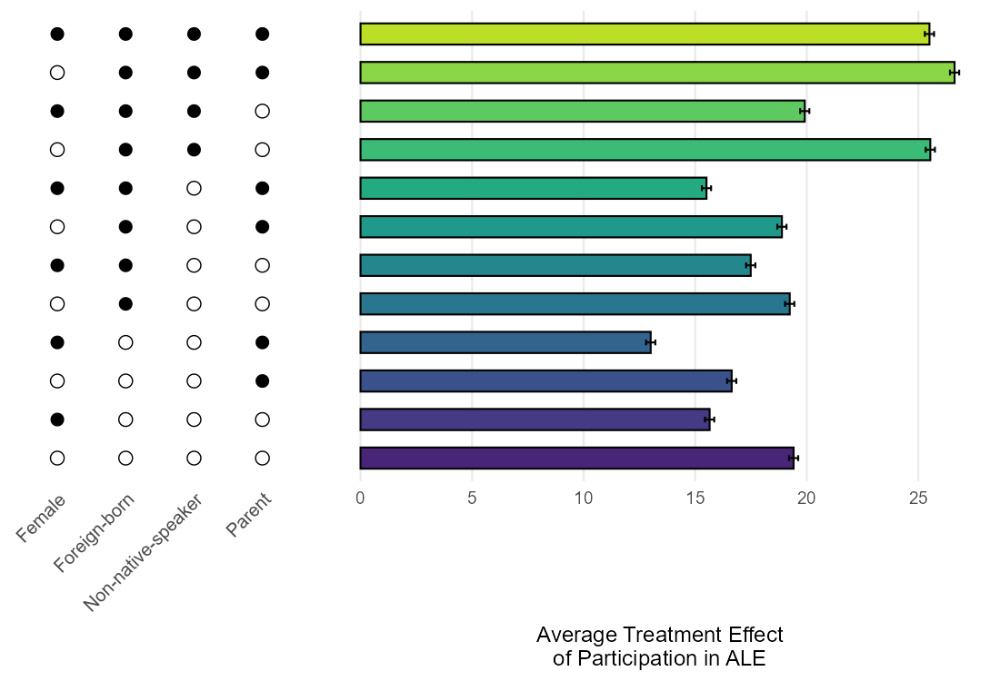 0 5 10 15 20 25
Female
Foreign-born
Non-native-speaker
Parent
Average Treatment Effect
of Participation in ALE